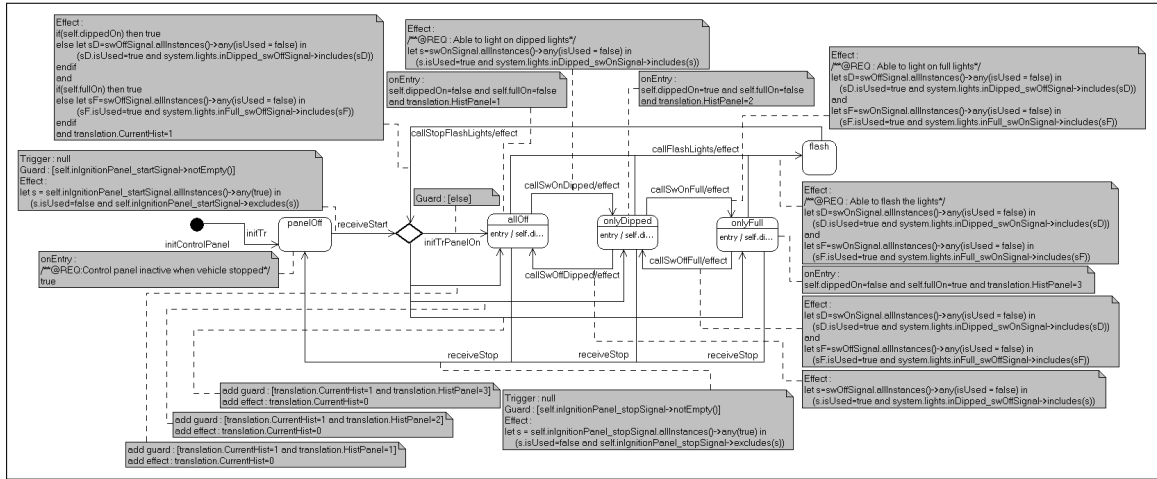 Effect :
if(self.dippedOn) then true
else let sD=swOffSignal.allInstances()->any(isUsed = false) in
(sD.isUsed=true and system.lights.inDipped_swOffSignal->includes(sD))
endif
and
if(self.fullOn) then true
else let sF=swOffSignal.allInstances()->any(isUsed = false) in
(sF.isUsed=true and system.lights.inFull_swOffSignal->includes(sF))
endif
and translation.CurrentHist=1
Effect :
/**@REQ : Able to light on dipped lights*/
let s=swOnSignal.allInstances()->any(isUsed = false) in
(s.isUsed=true and system.lights.inDipped_swOnSignal->includes(s))
onEntry :
self.dippedOn=false and self.fullOn=false
and translation.HistPanel=1
onEntry :
self.dippedOn=true and self.fullOn=false
and translation.HistPanel=2
Effect :
/**@REQ : Able to light on full lights*/
let sD=swOffSignal.allInstances()->any(isUsed = false) in
(sD.isUsed=true and system.lights.inDipped_swOffSignal->includes(sD))
and
let sF=swOnSignal.allInstances()->any(isUsed = false) in
(sF.isUsed=true and system.lights.inFull_swOnSignal->includes(sF))
callStopFlashLights/effect
flash
callFlashLights/effect
Trigger : null
Guard : [self.inIgnitionPanel_startSignal->notEmpty()]
Effect :
let s = self.inIgnitionPanel_startSignal.allInstances()->any(true) in
(s.isUsed=false and self.inIgnitionPanel_startSignal->excludes(s))
Guard : [else]
callSwOnDipped/effect
callSwOnFull/effect
Effect :
/**@REQ : Able to flash the lights*/
let sD=swOnSignal.allInstances()->any(isUsed = false) in
(sD.isUsed=true and system.lights.inDipped_swOnSignal->includes(sD))
and
let sF=swOnSignal.allInstances()->any(isUsed = false) in
(sF.isUsed=true and system.lights.inFull_swOnSignal->includes(sF))
initControlPanel
initTr
panelOff
receiveStart
initTrPanelOn
allOff
entry / self.di...
onlyDipped
entry / self.di...
onlyFull
entry / self.di...
callSwOffDipped/effect
callSwOffFull/effect
onEntry :
/**@REQ:Control panel inactive when vehicle stopped*/
true
onEntry :
self.dippedOn=false and self.fullOn=true and translation.HistPanel=3
Effect :
let sD=swOnSignal.allInstances()->any(isUsed = false) in
(sD.isUsed=true and system.lights.inDipped_swOnSignal->includes(sD))
and
let sF=swOffSignal.allInstances()->any(isUsed = false) in
(sF.isUsed=true and system.lights.inFull_swOffSignal->includes(sF))
receiveStop
receiveStop
receiveStop
Effect :
let s=swOffSignal.allInstances()->any(isUsed = false) in
(s.isUsed=true and system.lights.inDipped_swOffSignal->includes(s))
add guard : [translation.CurrentHist=1 and translation.HistPanel=3]
add effect : translation.CurrentHist=0
Trigger : null
Guard : [self.inIgnitionPanel_stopSignal->notEmpty()]
Effect :
let s = self.inIgnitionPanel_stopSignal.allInstances()->any(true) in
(s.isUsed=false and self.inIgnitionPanel_stopSignal->excludes(s))
add guard : [translation.CurrentHist=1 and translation.HistPanel=2]
add effect : translation.CurrentHist=0
add guard : [translation.CurrentHist=1 and translation.HistPanel=1]
add effect : translation.CurrentHist=0